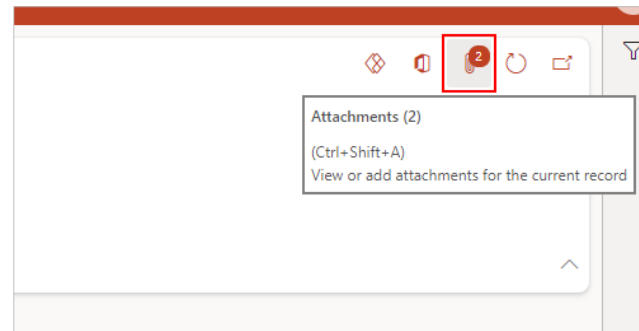 2
Attachments (2)
(Ctrl+Shift+A)
View or add attachments for the current record